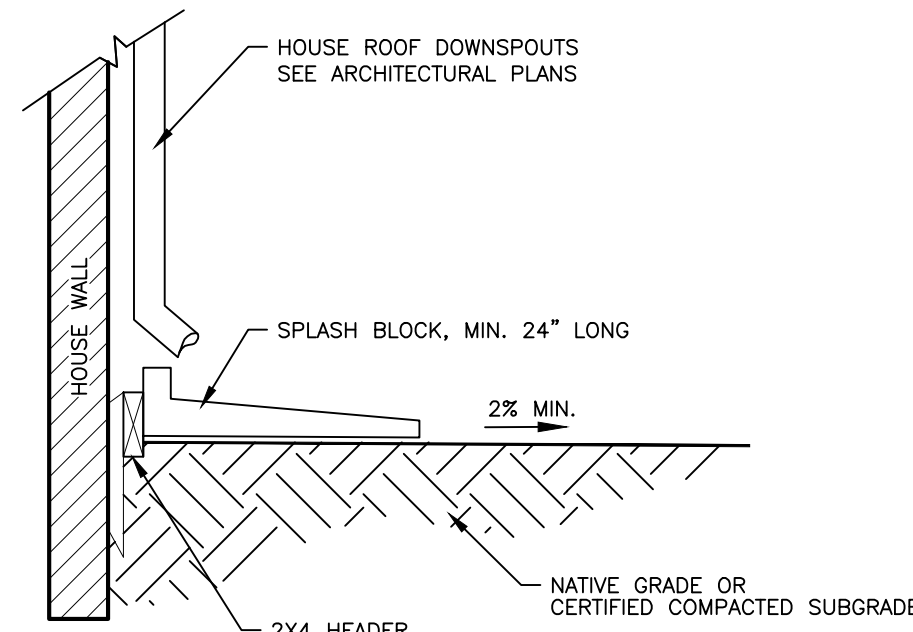 HOUSE ROOF DOWNSPOUTS
SEE ARCHITECTURAL PLANS
HOUSE WALL
SPLASH BLOCK, MIN. 24” LONG
2% MIN.
NATIVE GRADE OR
CERTIFIED COMPACTED SUBGRADE
2X4 HEADER